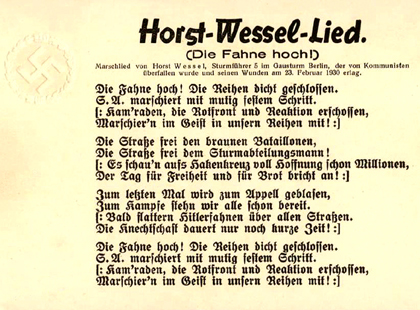 Horst-Wessel-Lied.
(Die Fahne hoch!)
Marschlied von Horst Wessel, Sturmführer 5 im Gausturm Berlin, der von Kommunisten
überfallen wurde und seinen Wunden am 23. Februar 1930 erlag.
Die Fahne hoch! Die Reihen dicht geschlossen.
S. A. marschiert mit mutig festem Schritt.
[: Kam'raden, die Rotfront und Reaktion erschossen,
Marschier'n im Geist in unsern Reihen mit! :]
Die Straße frei den braunen Bataillonen,
Die Straße frei dem Sturmabteilungsmann!
[: Es schau'n aufs Hakenkreuz voll Hoffnung schon Millionen,
Der Tag für Freiheit und für Brot bricht an! :]
Zum letzten Mal wird zum Appell geblasen,
Zum Kampfe stehn wir alle schon bereit.
[: Bald flattern Hitlerfahnen über allen Straßen.
Die Knechtschaft dauert nur noch kurze Zeit! :]
Die Fahne hoch! Die Reihen dicht geschlossen.
S. A. marschiert mit mutig festem Schritt.
[: Kam'raden, die Rotfront und Reaktion erschossen,
Marschier'n im Geist in unsern Reihen mit! :]